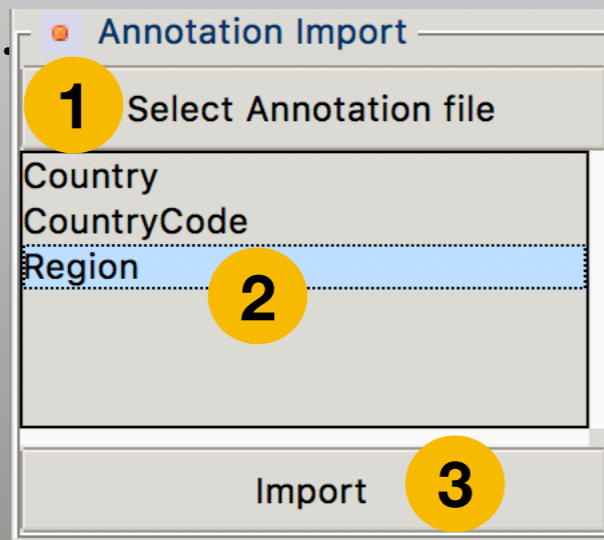 Annotation Import
1 Select Annotation file
Country
CountryCode
Region
2
Import 3